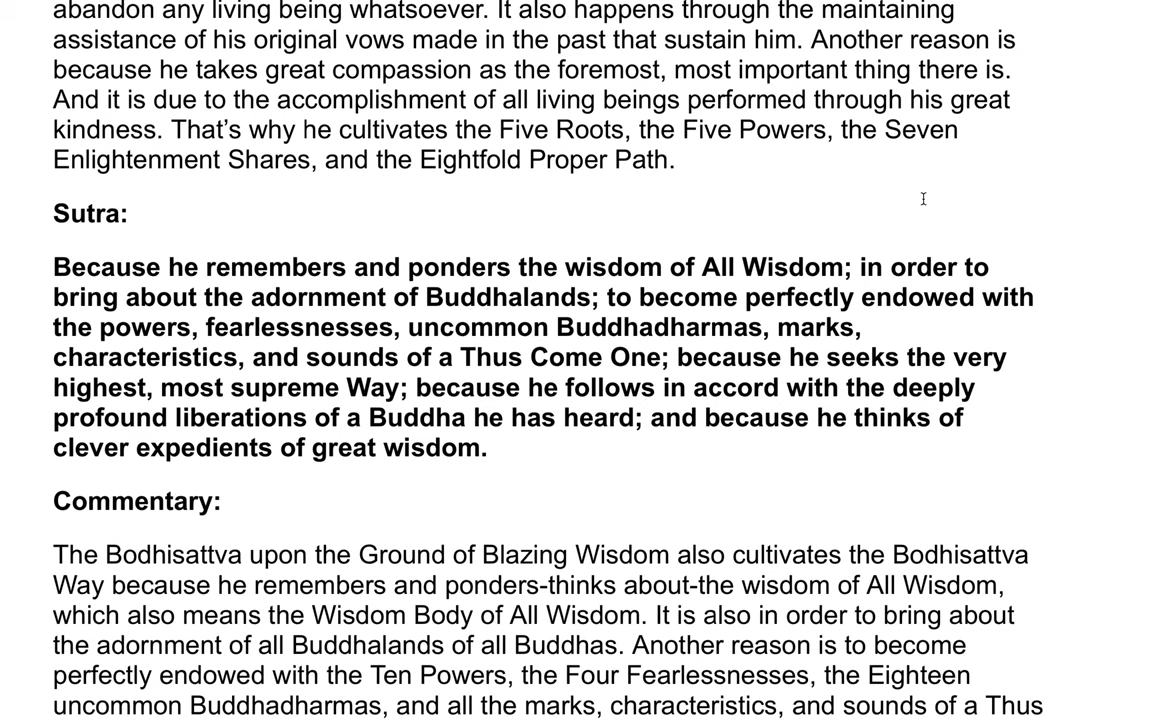 abandon any living being whatsoever. It also happens through the maintaining
assistance of his original vows made in the past that sustain him. Another reason is
because he takes great compassion as the foremost, most important thing there is.
And it is due to the accomplishment of all living beings performed through his great
kindness. That’s why he cultivates the Five Roots, the Five Powers, the Seven
Enlightenment Shares, and the Eightfold Proper Path.
Sutra:
Because he remembers and ponders the wisdom of All Wisdom; in order to
bring about the adornment of Buddhalands; to become perfectly endowed with
the powers, fearlessnesses, uncommon Buddhadharmas, marks,
characteristics, and sounds of a Thus Come One; because he seeks the very
highest, most supreme Way; because he follows in accord with the deeply
profound liberations of a Buddha he has heard; and because he thinks of
clever expedients of great wisdom.
Commentary:
The Bodhisattva upon the Ground of Blazing Wisdom also cultivates the Bodhisattva
Way because he remembers and ponders-thinks about-the wisdom of All Wisdom,
which also means the Wisdom Body of All Wisdom. It is also in order to bring about
the adornment of all Buddhalands of all Buddhas. Another reason is to become
perfectly endowed with the Ten Powers, the Four Fearlessnesses, the Eighteen
uncommon Buddhadharmas, and all the marks, characteristics, and sounds of a Thus